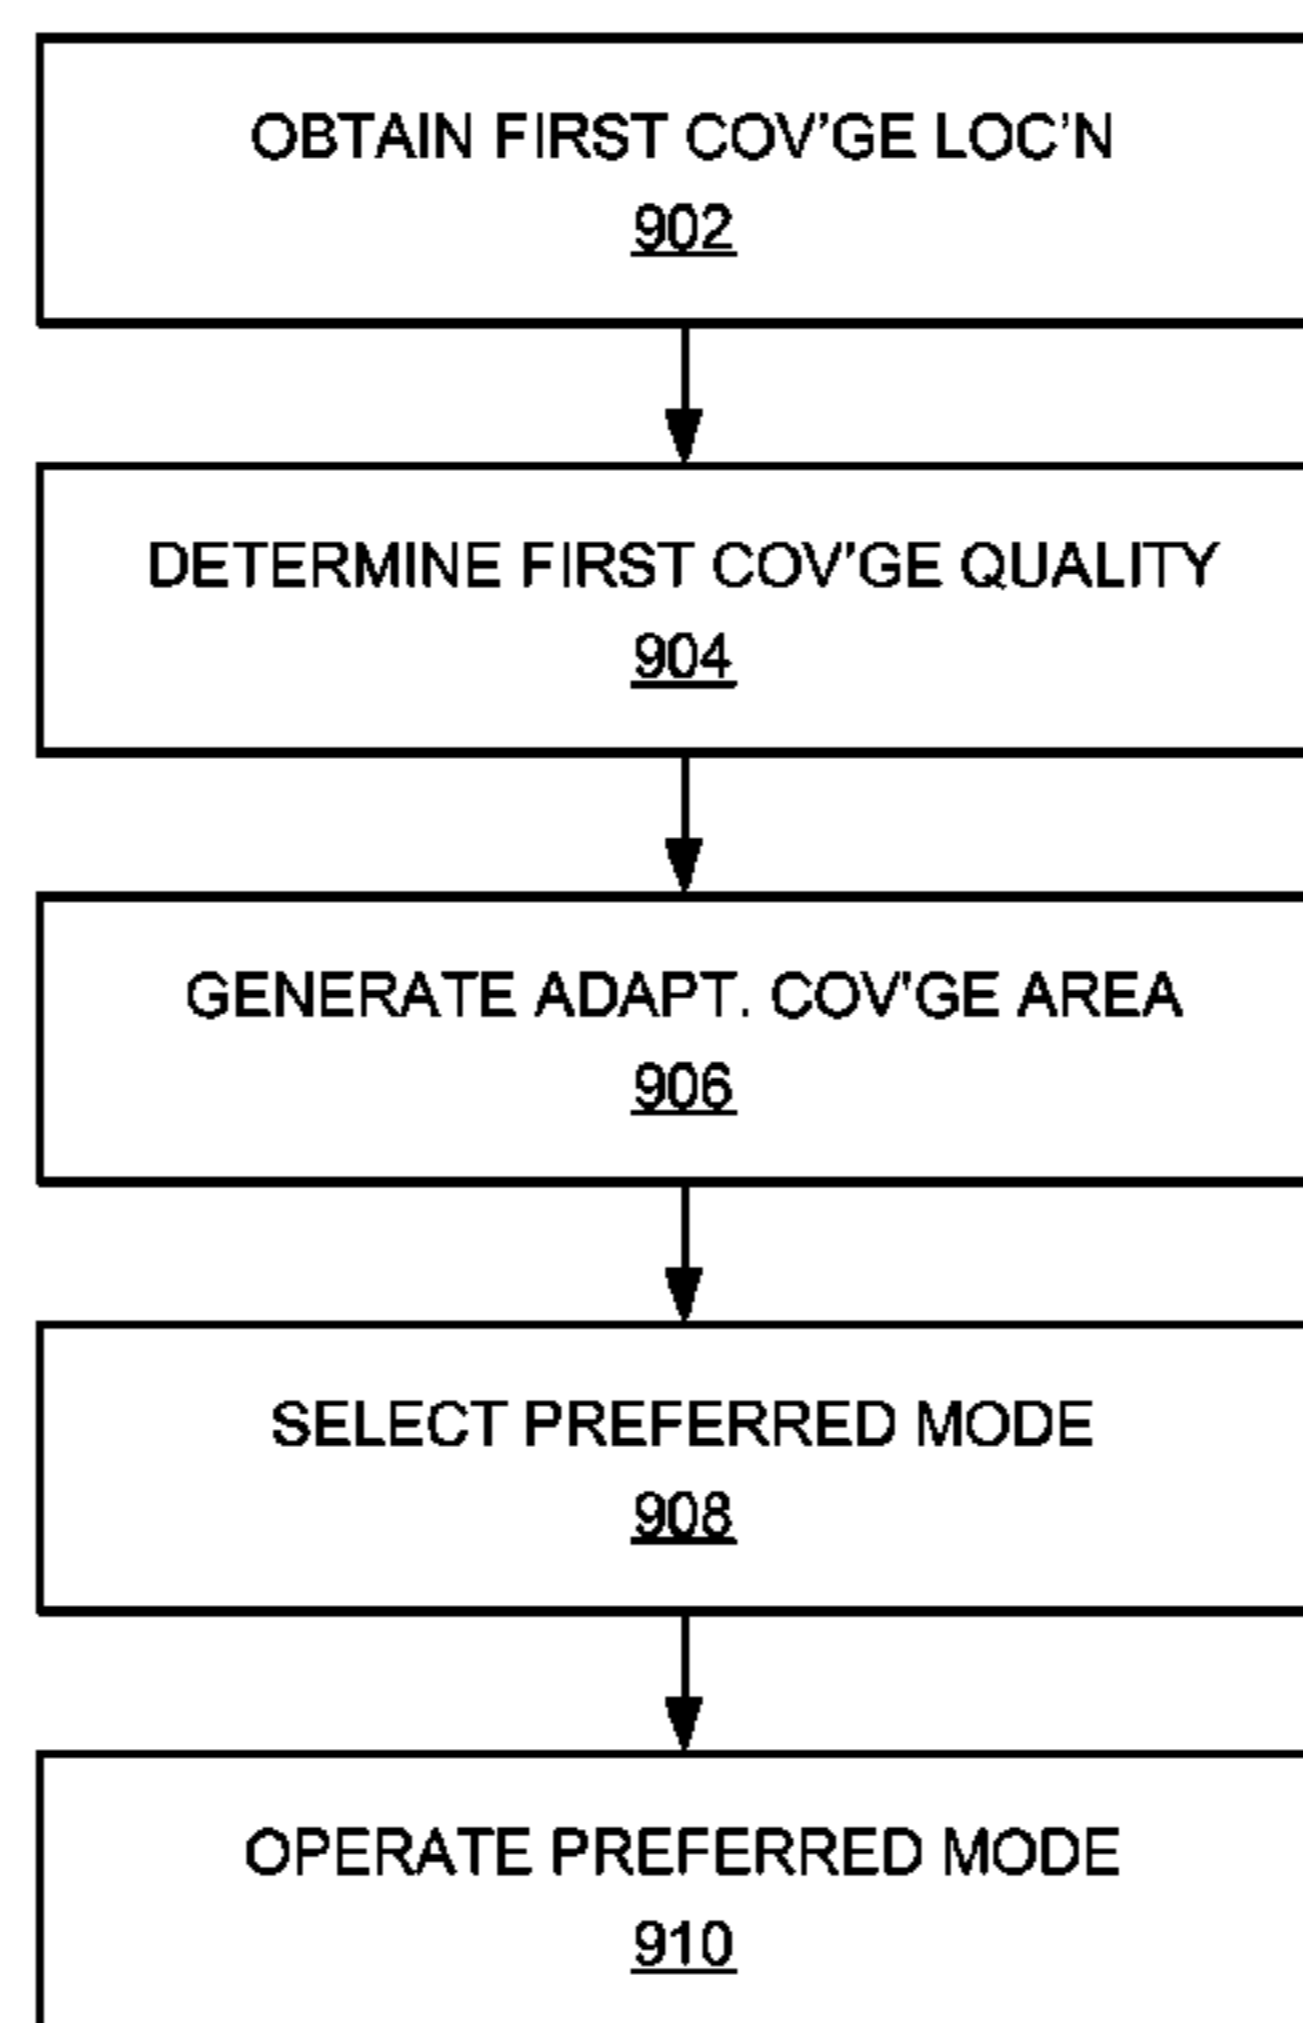 OBTAIN FIRST COV’GE LOC’N
902
DETERMINE FIRST COV’GE QUALITY
904
GENERATE ADAPT. COV'GE AREA
906
SELECT PREFERRED MODE
908
OPERATE PREFERRED MODE
910